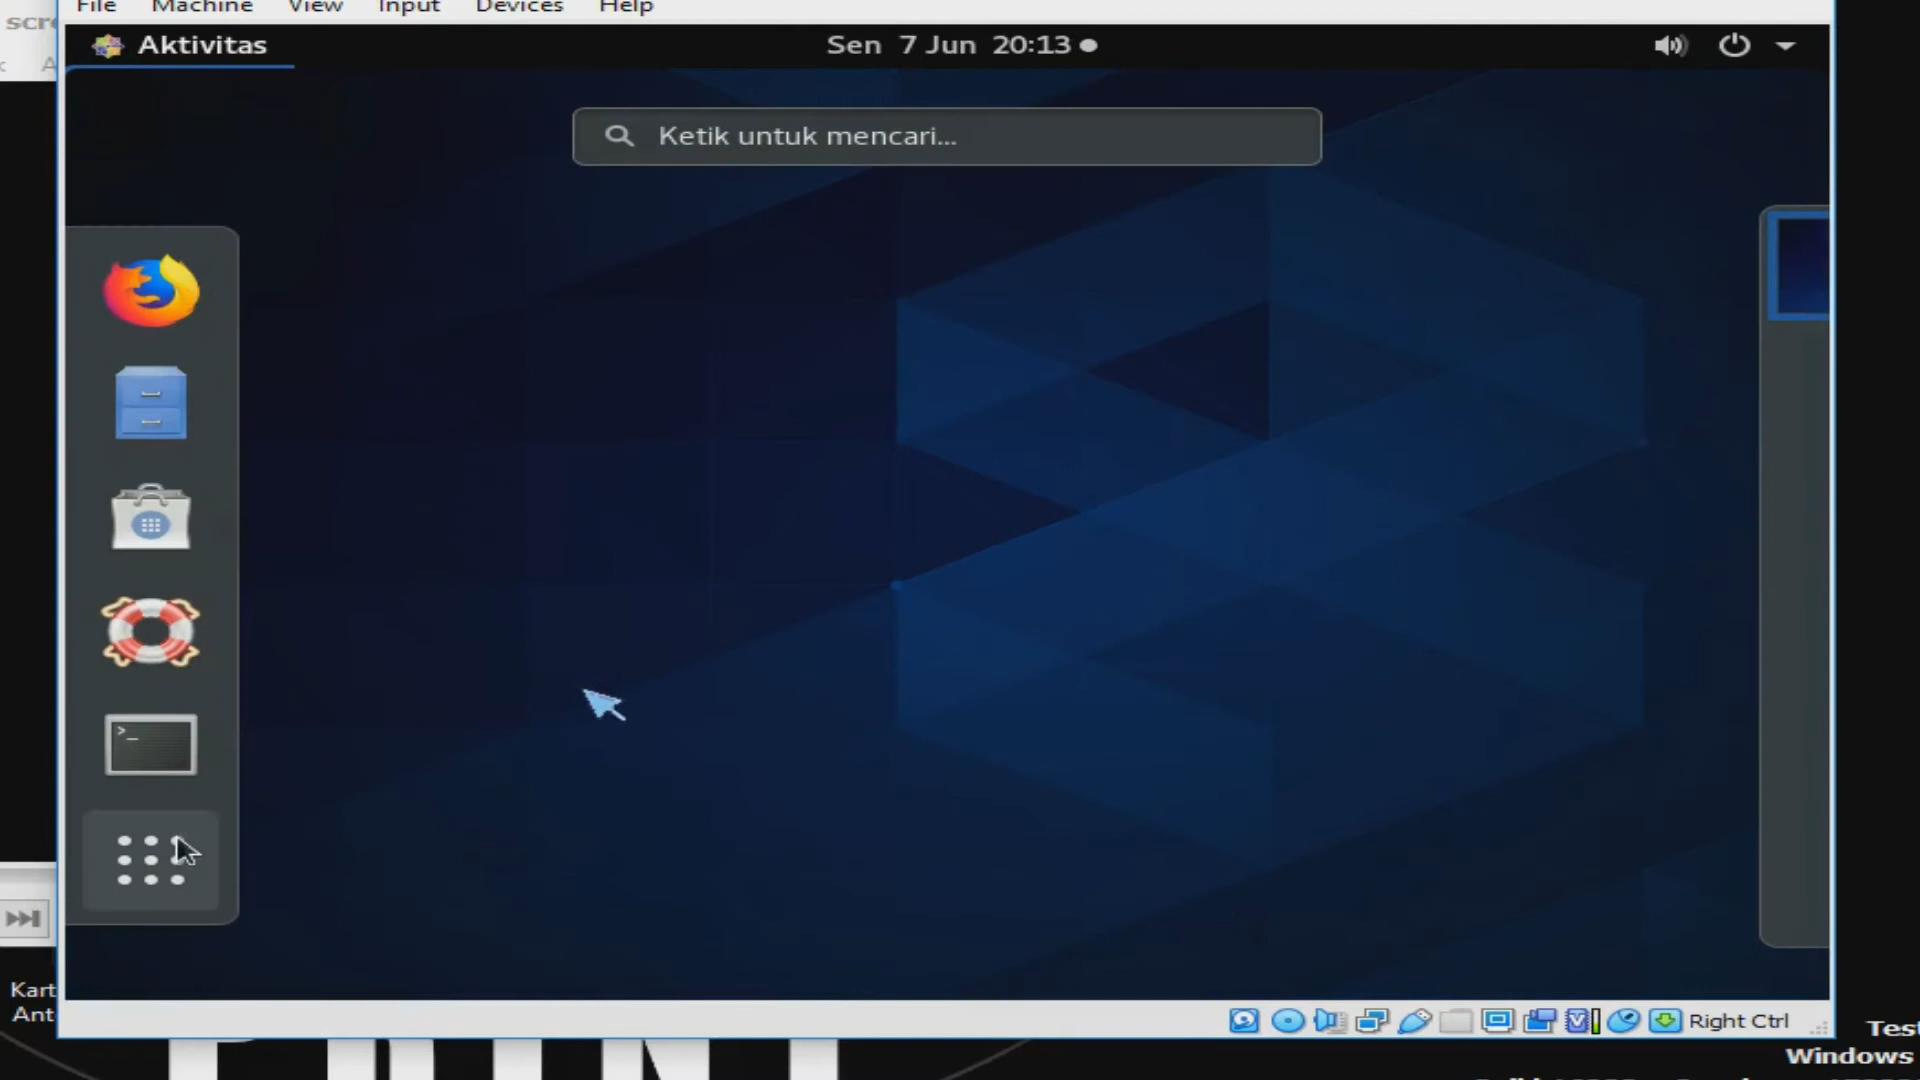 File Machine View Input Devices Help
Aktivitas
Sen 7 Jun 20:13
Ketik untuk mencari...
Right Ctrl
Windows